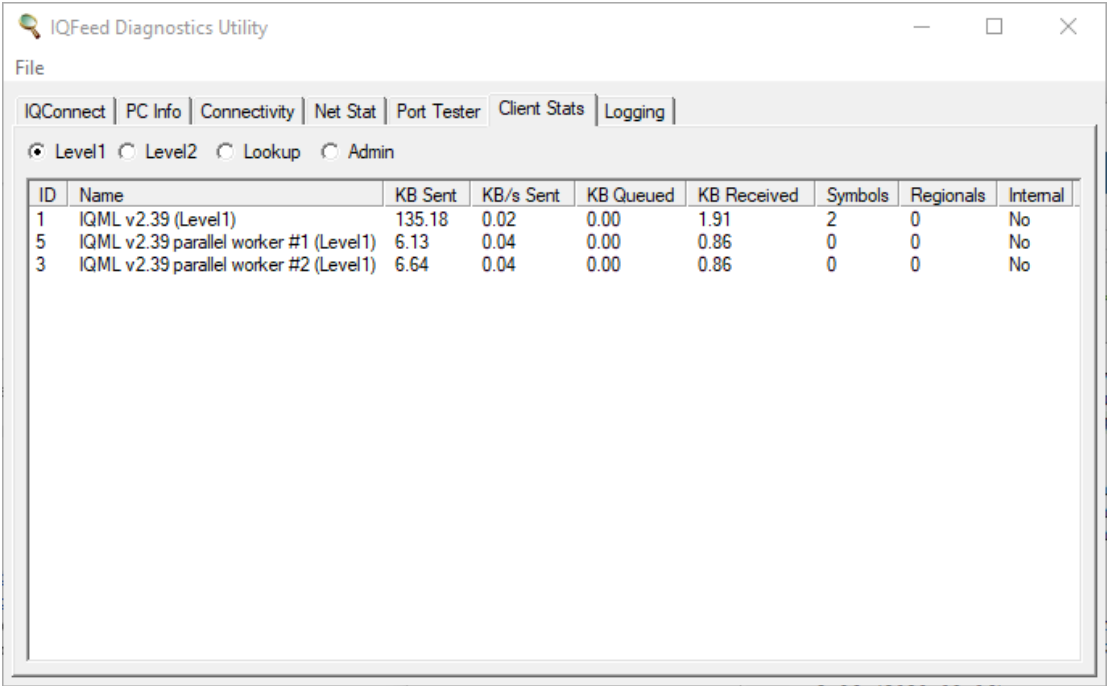 IQFeed Diagnostics Utility
File
IQConnect PC Info Connectivity Net Stat Port Tester Client Stats Logging
Level1 Level2 Lookup Admin
ID Name KB Sent KB/s Sent KB Queued KB Received Symbols Regionals Internal
1 IQML v2.39 (Level1) 135.18 0.02 0.00 1.91 2 0 No
5 IQML v2.39 parallel worker #1 (Level1) 6.13 0.04 0.00 0.86 0 0 No
3 IQML v2.39 parallel worker #2 (Level1) 6.64 0.04 0.00 0.86 0 0 No